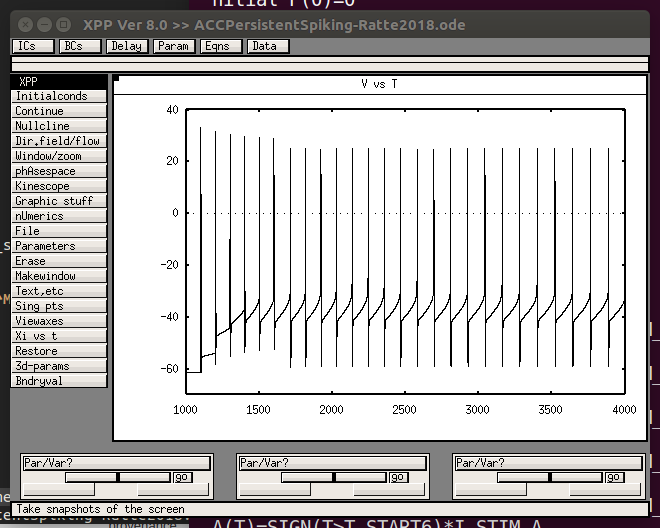 nitial P(0)=0
XPP Ver 8.0 >> ACCPersistentSpiking-Ratte2018.ode
ICs BCs Delay Param Eqns Data
XPP
Initialconds
Continue
Nullcline
Dir.field/flow
Window/zoom
phAsespace
Kinescope
Graphic stuff
nUmerics
File
Parameters
Erase
Makewindow
Text,etc
Sing pts
Viewaxes
Xi vs t
Restore
3d-params
Bndryval
V vs T
40
20
0
-20
-40
-60
1000 1500 2000 2500 3000 3500 4000
Par/Var? Par/Var? Par/Var?
go go go
Take snapshots of the screen
A(T)=SIGN(T>T_START6)*I_STIM_A